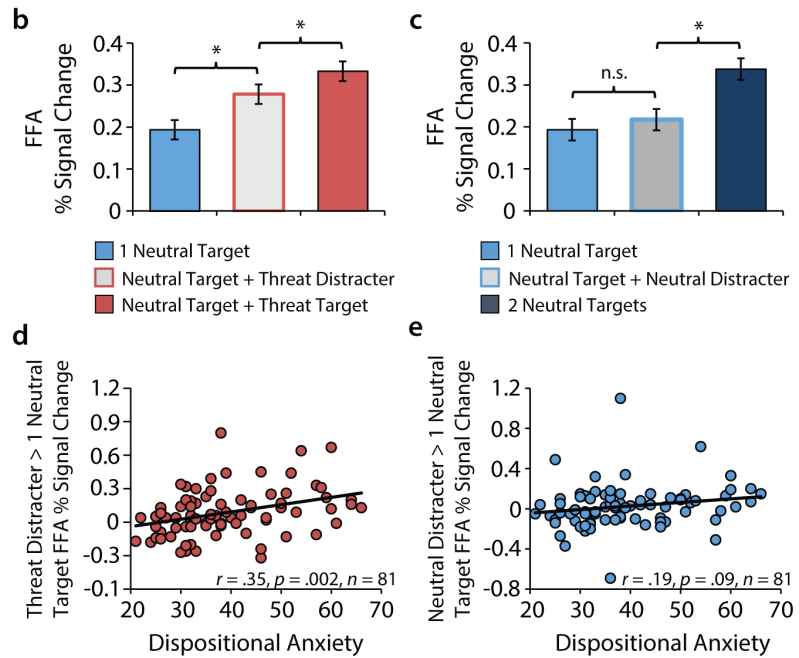 b
FFA
% Signal Change
0.4
0.3
0.2
0.1
0
*
*
1 Neutral Target
Neutral Target + Threat Distracter
Neutral Target + Threat Target
c
FFA
% Signal Change
0.4
0.3
0.2
0.1
0
n.s.
*
1 Neutral Target
Neutral Target + Neutral Distracter
2 Neutral Targets
d
Threat Distracter > 1 Neutral
Target FFA % Signal Change
1.2
0.9
0.6
0.3
0
-0.3
-0.1
r = .35, p = .002, n = 81
20 30 40 50 60 70
Dispositional Anxiety
e
Neutral Distracter > 1 Neutral
Target FFA % Signal Change
1.2
0.8
0.4
0
-0.4
-0.8
r = .19, p = .09, n = 81
20 30 40 50 60 70
Dispositional Anxiety